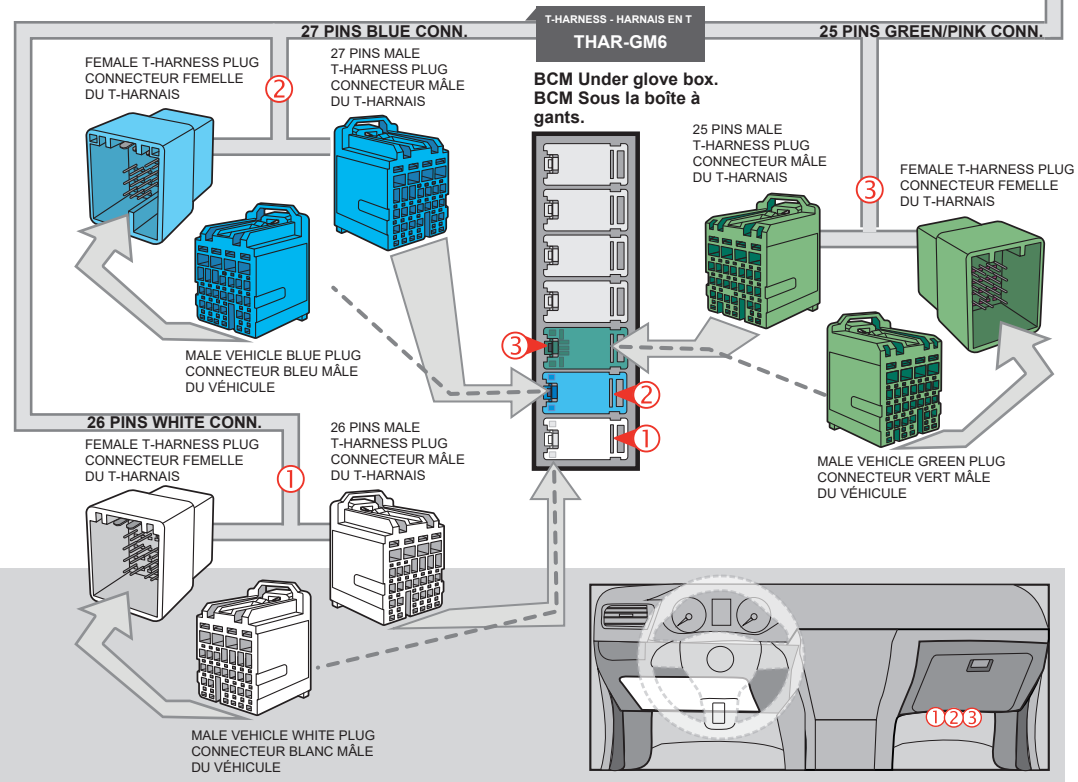 T-HARNESS - HARNAIS EN T
THAR-GM6
27 PINS BLUE CONN.
25 PINS GREEN/PINK CONN.
FEMALE T-HARNESS PLUG
CONNECTEUR FEMELLE
DU T-HARNAIS
2
27 PINS MALE
T-HARNESS PLUG
CONNECTEUR MÂLE
DU T-HARNAIS
BCM Under glove box.
BCM Sous la boîte à
gants.
25 PINS MALE
T-HARNESS PLUG
CONNECTEUR MÂLE
DU T-HARNAIS
3
FEMALE T-HARNESS PLUG
CONNECTEUR FEMELLE
DU T-HARNAIS
MALE VEHICLE BLUE PLUG
CONNECTEUR BLEU MÂLE
DU VÉHICULE
3
2
1
MALE VEHICLE GREEN PLUG
CONNECTEUR VERT MÂLE
DU VÉHICULE
26 PINS WHITE CONN.
FEMALE T-HARNESS PLUG
CONNECTEUR FEMELLE
DU T-HARNAIS
1
26 PINS MALE
T-HARNESS PLUG
CONNECTEUR MÂLE
DU T-HARNAIS
MALE VEHICLE WHITE PLUG
CONNECTEUR BLANC MÂLE
DU VÉHICULE
1 2 3